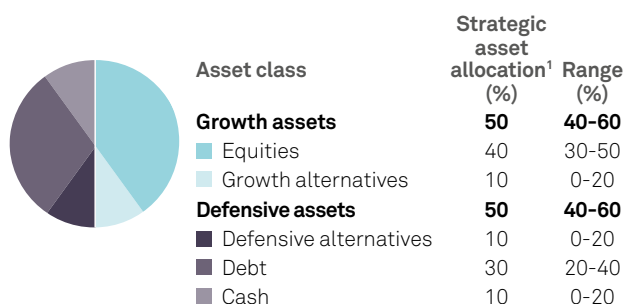 Strategic
asset
Asset class allocation¹ Range
(%) (%)
Growth assets 50 40-60
Equities 40 30-50
Growth alternatives 10 0-20
Defensive assets 50 40-60
Defensive alternatives 10 0-20
Debt 30 20-40
Cash 10 0-20